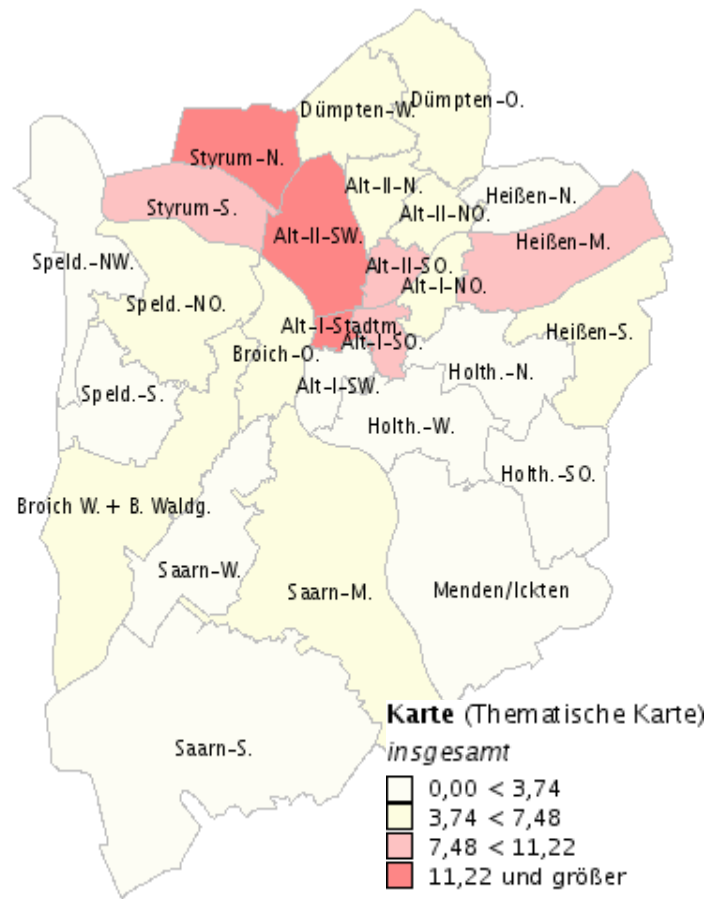 Dümpten-W.
Dümpten-O.
Styrum-N.
Alt-II-N.
Heißen-N.
Styrum-S.
Alt-II-NO.
Alt-II-SW.
Heißen-M.
Speld.-NW.
Alt-II-SO.
Alt-I-NO.
Speld.-NO.
Alt-I-Stadtm.
Alt-I-SO.
Heißen-S.
Broich-O.
Holth.-N.
Alt-I-SW.
Speld.-S.
Holth.-W.
Holth.-SO.
Broich W. + B. Waldg.
Saarn-W.
Saarn-M.
Menden/Ickten
Saarn-S.
Karte (Thematische Karte)
insgesamt
0,00 < 3,74
3,74 < 7,48
7,48 < 11,22
11,22 und größer